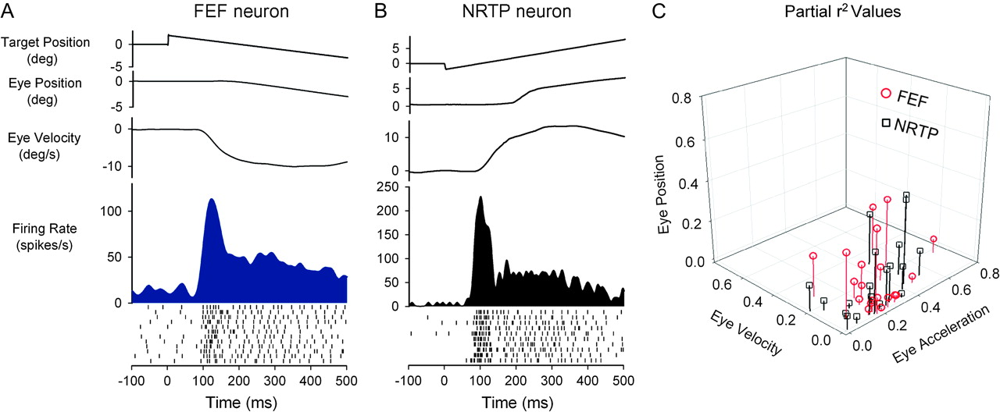 A
FEF neuron
Target Position
(deg)
0
-5
Eye Position
(deg)
0
-5
Eye Velocity
(deg/s)
0
-10
Firing Rate
(spikes/s)
100
50
0
-100 0 100 200 300 400 500
Time (ms)
B
NRTP neuron
5
0
5
0
10
0
250
200
150
100
50
0
-100 0 100 200 300 400 500
Time (ms)
C
Partial r² Values
FEF
NRTP
Eye Position
0.8
0.6
0.4
0.2
0.0
Eye Velocity
0.6
0.4
0.2
0.0
Eye Acceleration
0.0
0.2
0.4
0.6
0.8